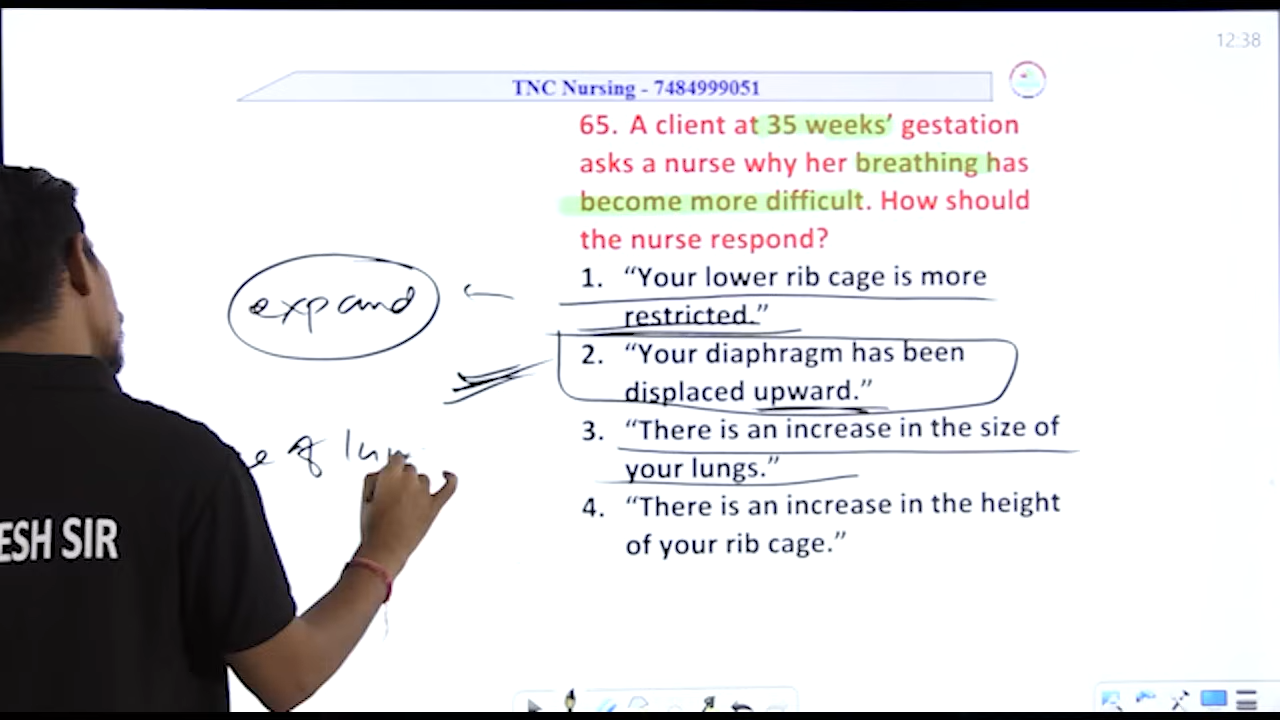 12:38
TNC Nursing - 7484999051
65. A client at 35 weeks’ gestation
asks a nurse why her breathing has
become more difficult. How should
the nurse respond?
1. “Your lower rib cage is more
restricted.”
2. “Your diaphragm has been
displaced upward.”
3. “There is an increase in the size of
your lungs.”
4. “There is an increase in the height
of your rib cage.”
expand
of
ESH SIR